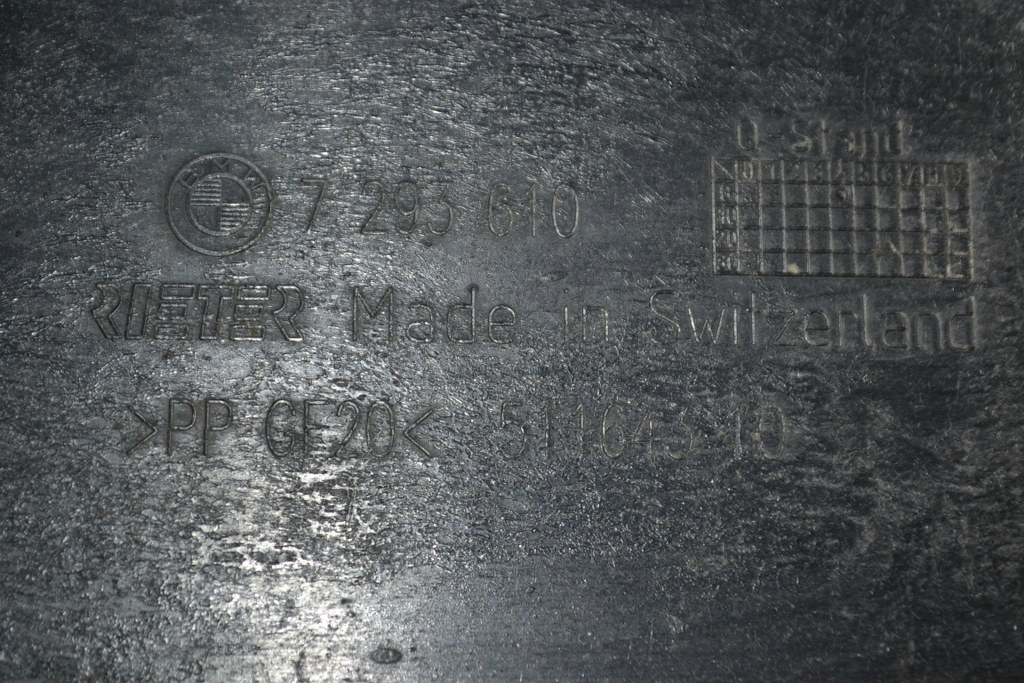 Q-Stand
BMW 7 293 610
RIETER Made in Switzerland
>PP GF20<